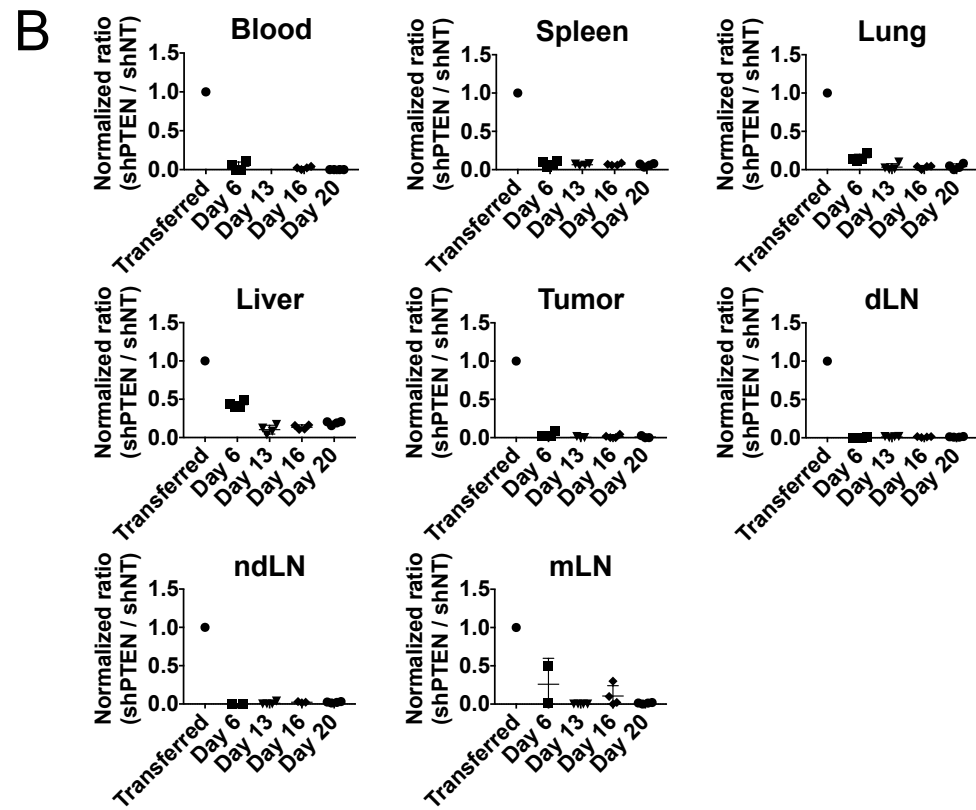 B
Blood
Normalized ratio
(shPTEN / shNT)
1.5
1.0
0.5
0.0
Transferred
Day 6
Day 13
Day 16
Day 20
Spleen
Normalized ratio
(shPTEN / shNT)
1.5
1.0
0.5
0.0
Transferred
Day 6
Day 13
Day 16
Day 20
Lung
Normalized ratio
(shPTEN / shNT)
1.5
1.0
0.5
0.0
Transferred
Day 6
Day 13
Day 16
Day 20
Liver
Normalized ratio
(shPTEN / shNT)
1.5
1.0
0.5
0.0
Transferred
Day 6
Day 13
Day 16
Day 20
Tumor
Normalized ratio
(shPTEN / shNT)
1.5
1.0
0.5
0.0
Transferred
Day 6
Day 13
Day 16
Day 20
dLN
Normalized ratio
(shPTEN / shNT)
1.5
1.0
0.5
0.0
Transferred
Day 6
Day 13
Day 16
Day 20
ndLN
Normalized ratio
(shPTEN / shNT)
1.5
1.0
0.5
0.0
Transferred
Day 6
Day 13
Day 16
Day 20
mLN
Normalized ratio
(shPTEN / shNT)
1.5
1.0
0.5
0.0
Transferred
Day 6
Day 13
Day 16
Day 20